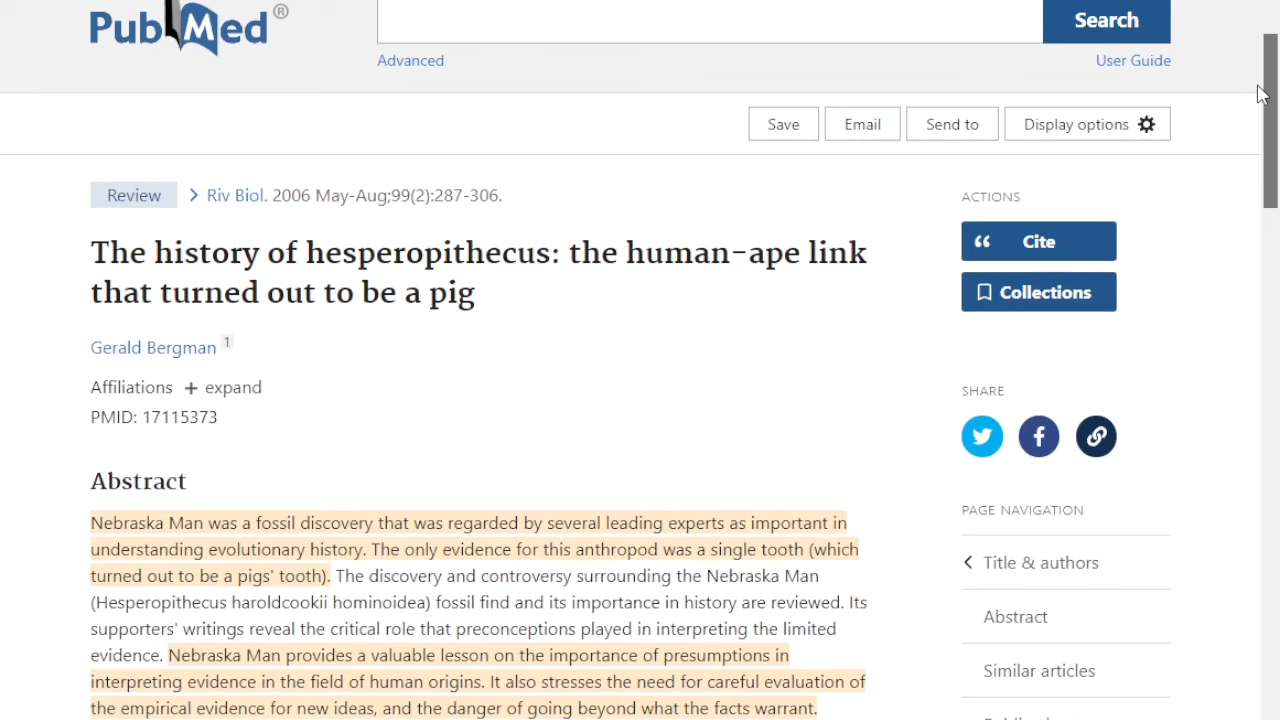 PubMed®
Search
Advanced
User Guide
Save
Email
Send to
Display options
Review
Riv Biol. 2006 May-Aug;99(2):287-306.
The history of hesperopithecus: the human-ape link
that turned out to be a pig
Gerald Bergman 1
Affiliations + expand
PMID: 17115373
Abstract
Nebraska Man was a fossil discovery that was regarded by several leading experts as important in
understanding evolutionary history. The only evidence for this anthropod was a single tooth (which
turned out to be a pigs' tooth). The discovery and controversy surrounding the Nebraska Man
(Hesperopithecus haroldcookii hominoidea) fossil find and its importance in history are reviewed. Its
supporters' writings reveal the critical role that preconceptions played in interpreting the limited
evidence. Nebraska Man provides a valuable lesson on the importance of presumptions in
interpreting evidence in the field of human origins. It also stresses the need for careful evaluation of
the empirical evidence for new ideas, and the danger of going beyond what the facts warrant.
ACTIONS
Cite
Collections
SHARE
PAGE NAVIGATION
Title & authors
Abstract
Similar articles